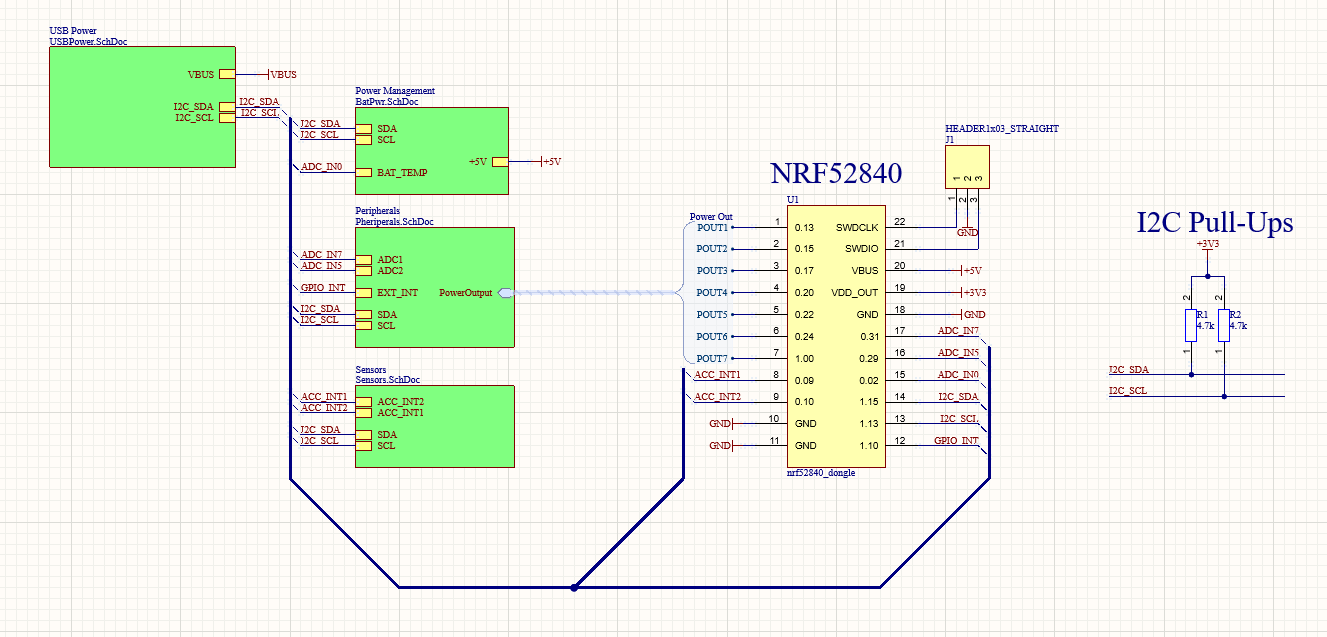 USB Power
USBPower.SchDoc
VBUS
VBUS
I2C_SDA
I2C_SCL
I2C_SDA
I2C_SCL
Power Management
BatPwr.SchDoc
I2C_SDA
I2C_SCL
ADC_IN0
SDA
SCL
BAT_TEMP
+5V
+5V
Peripherals
Pheriperals.SchDoc
ADC_IN7
ADC_IN5
GPIO_INT
I2C_SDA
I2C_SCL
ADC1
ADC2
EXT_INT
SDA
SCL
PowerOutput
Sensors
Sensors.SchDoc
ACC_INT1
ACC_INT2
I2C_SDA
I2C_SCL
ACC_INT2
ACC_INT1
SDA
SCL
Power Out
POUT1
POUT2
POUT3
POUT4
POUT5
POUT6
POUT7
ACC_INT1
ACC_INT2
GND
GND
NRF52840
U1
1 0.13 SWDCLK 22
2 0.15 SWDIO 21
3 0.17 VBUS 20
4 0.20 VDD_OUT 19
5 0.22 GND 18
6 0.24 0.31 17
7 1.00 0.29 16
8 0.09 0.02 15
9 0.10 1.15 14
10 GND 1.13 13
11 GND 1.10 12
nrf52840_dongle
+5V
+3V3
GND
ADC_IN7
ADC_IN5
ADC_IN0
I2C_SDA
I2C_SCL
GPIO_INT
HEADER1x03_STRAIGHT
J1
1 2 3
1 2 3
GND
I2C Pull-Ups
+3V3
2 2
R1 R2
4.7k 4.7k
1 1
I2C_SDA
I2C_SCL